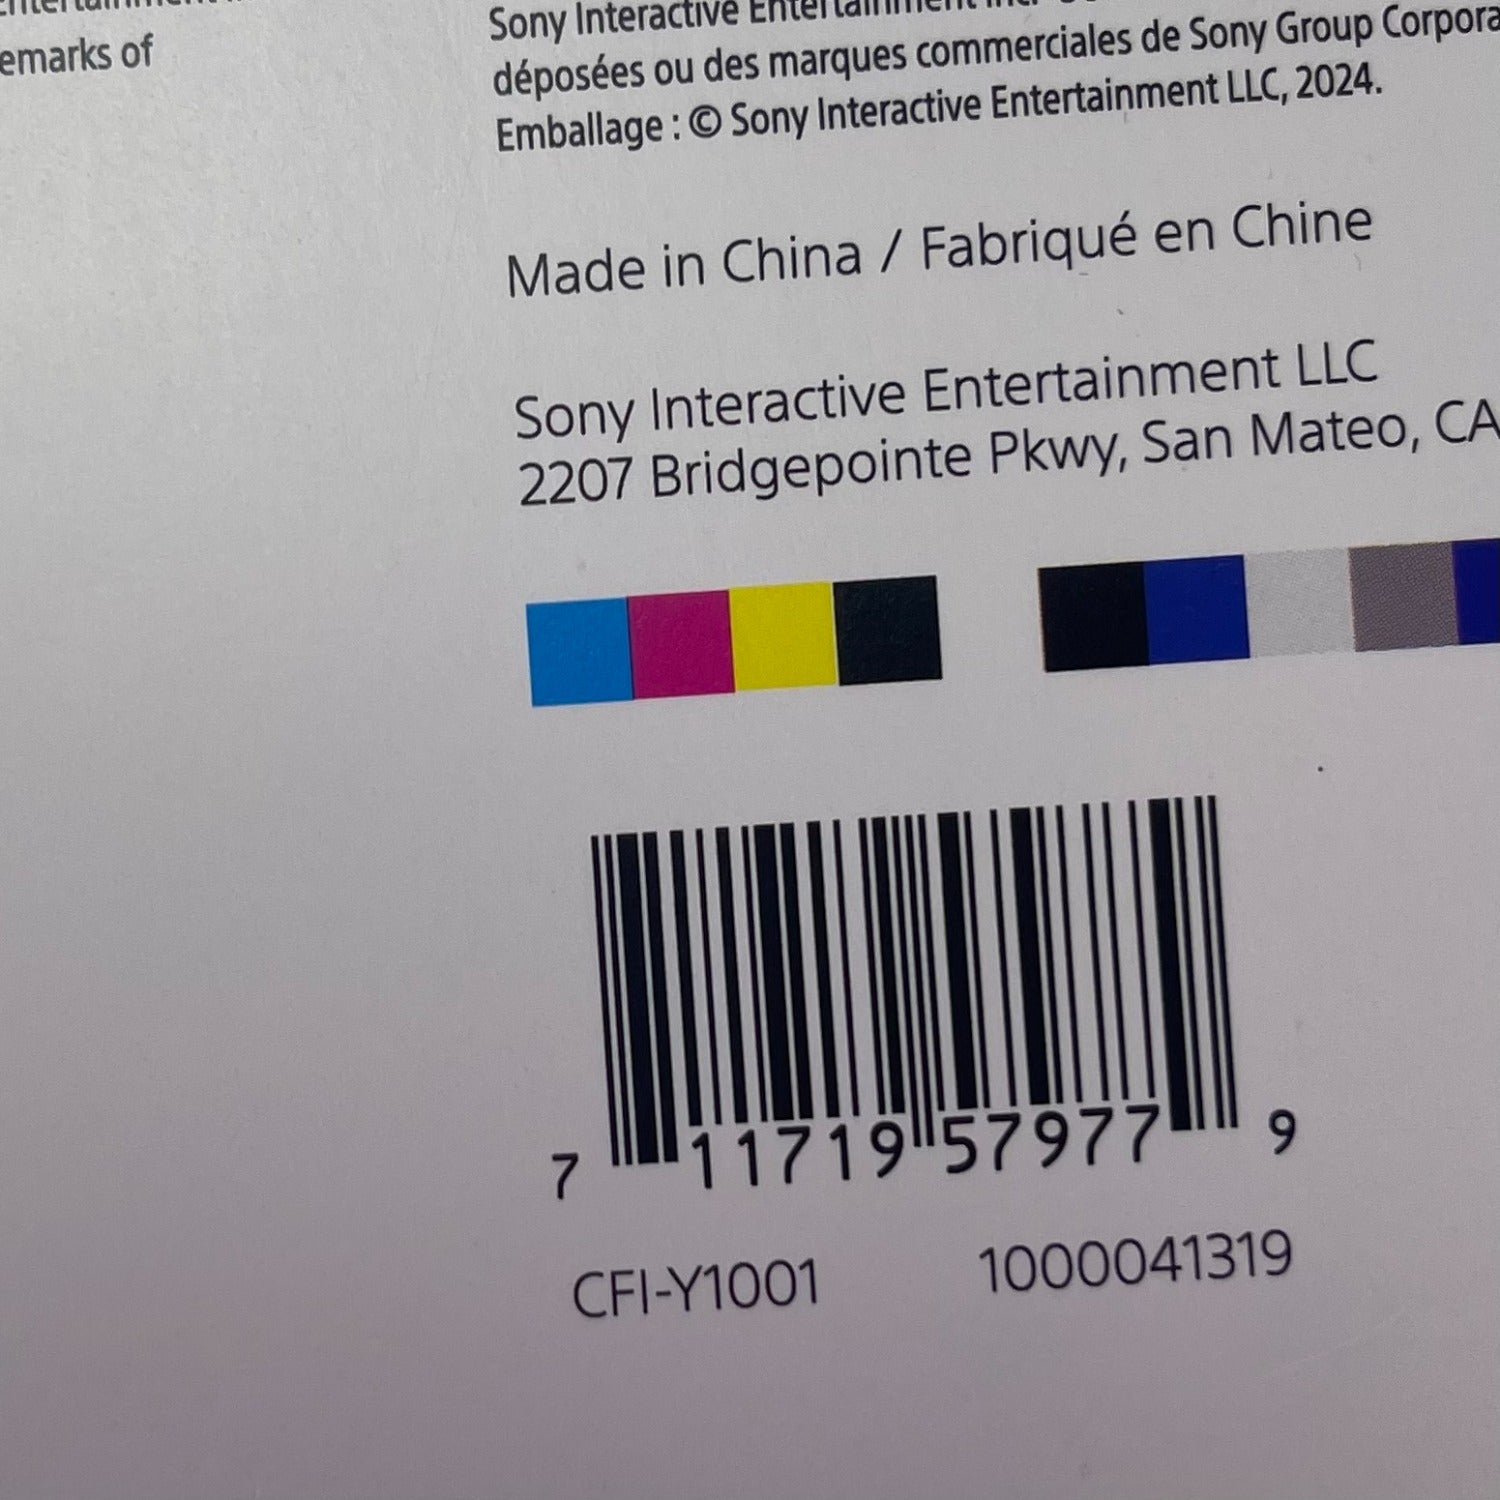 emarks of
Sony Interactive Entertainment Inc.
déposées ou des marques commerciales de Sony Group Corpora
Emballage : © Sony Interactive Entertainment LLC, 2024.
Made in China / Fabriqué en Chine
Sony Interactive Entertainment LLC
2207 Bridgepointe Pkwy, San Mateo, CA
7 11719 57977 9
CFI-Y1001 1000041319